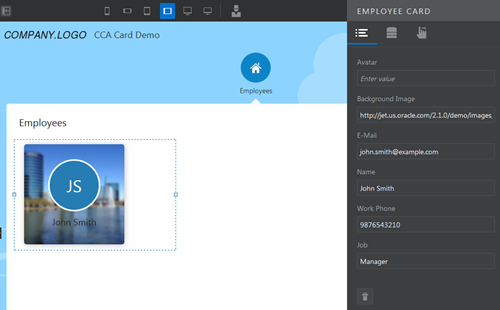 EMPLOYEE CARD
COMPANY.LOGO CCA Card Demo
Employees
Employees
JS
John Smith
Avatar
Enter value
Background Image
http://jet.us.oracle.com/2.1.0/demo/images_
E-Mail
john.smith@example.com
Name
John Smith
Work Phone
9876543210
Job
Manager